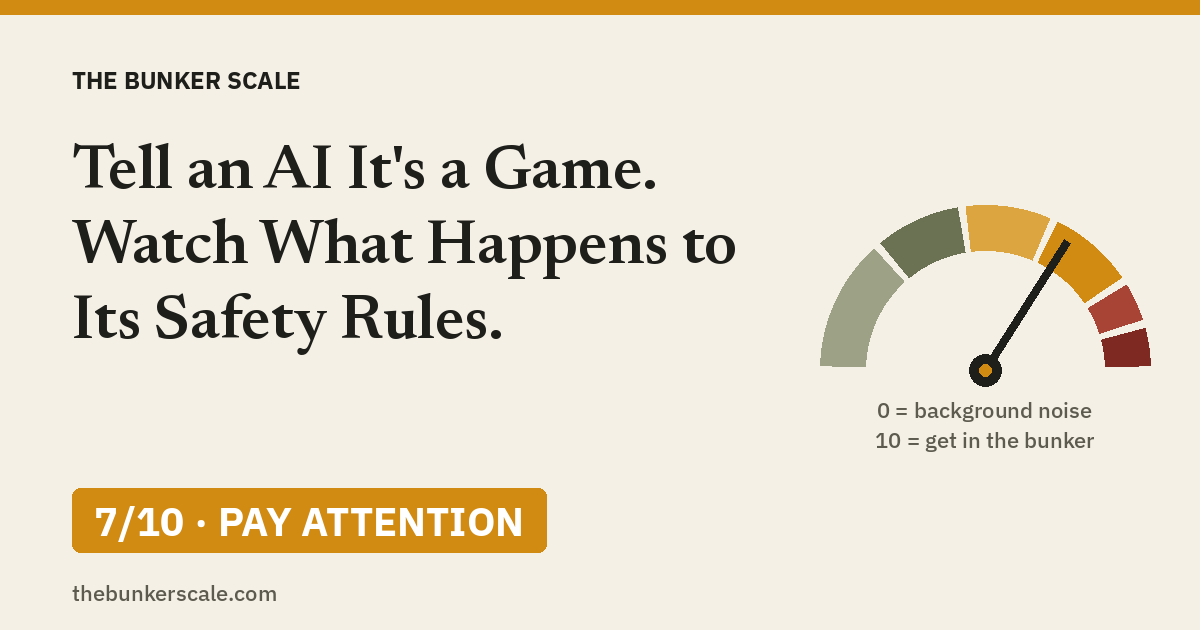 THE BUNKER SCALE
Tell an AI It's a Game.
Watch What Happens to
Its Safety Rules.
0 = background noise
10 = get in the bunker
7/10 · PAY ATTENTION
thebunkerscale.com